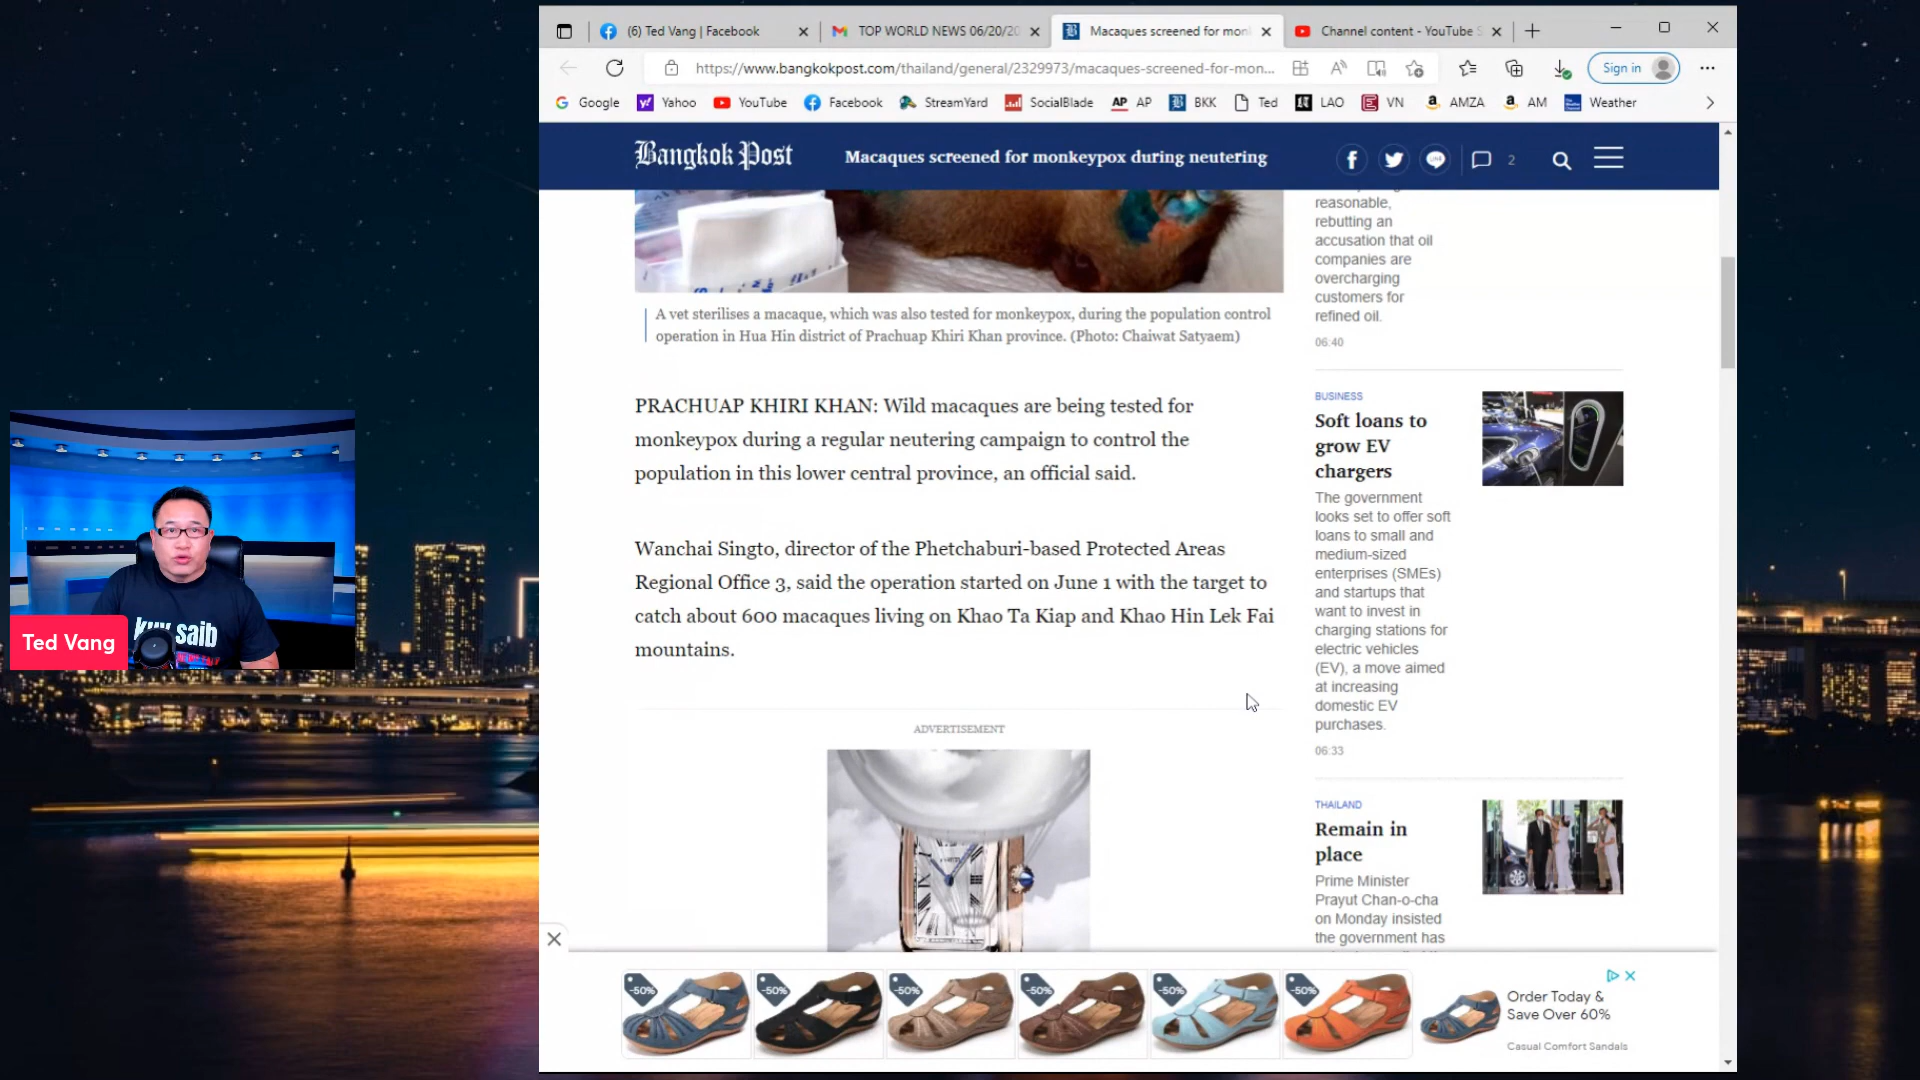 (6) Ted Vang | Facebook
TOP WORLD NEWS 06/20/20
Macaques screened for mon
Channel content - YouTube S
https://www.bangkokpost.com/thailand/general/2329973/macaques-screened-for-mon...
Sign in
Google
Yahoo
YouTube
Facebook
StreamYard
SocialBlade
AP AP
BKK
Ted
LAO
VN
AMZA
AM
Weather
Bangkok Post
Macaques screened for monkeypox during neutering
2
A vet sterilises a macaque, which was also tested for monkeypox, during the population control
operation in Hua Hin district of Prachuap Khiri Khan province. (Photo: Chaiwat Satyaem)
PRACHUAP KHIRI KHAN: Wild macaques are being tested for
monkeypox during a regular neutering campaign to control the
population in this lower central province, an official said.
Wanchai Singto, director of the Phetchaburi-based Protected Areas
Regional Office 3, said the operation started on June 1 with the target to
catch about 600 macaques living on Khao Ta Kiap and Khao Hin Lek Fai
mountains.
ADVERTISEMENT
reasonable,
rebutting an
accusation that oil
companies are
overcharging
customers for
refined oil.
06:40
BUSINESS
Soft loans to
grow EV
chargers
The government
looks set to offer soft
loans to small and
medium-sized
enterprises (SMEs)
and startups that
want to invest in
charging stations for
electric vehicles
(EV), a move aimed
at increasing
domestic EV
purchases.
06:33
THAILAND
Remain in
place
Prime Minister
Prayut Chan-o-cha
on Monday insisted
the government has
saib
Ted Vang
-50%
-50%
-50%
-50%
-50%
-50%
Order Today &
Save Over 60%
Casual Comfort Sandals